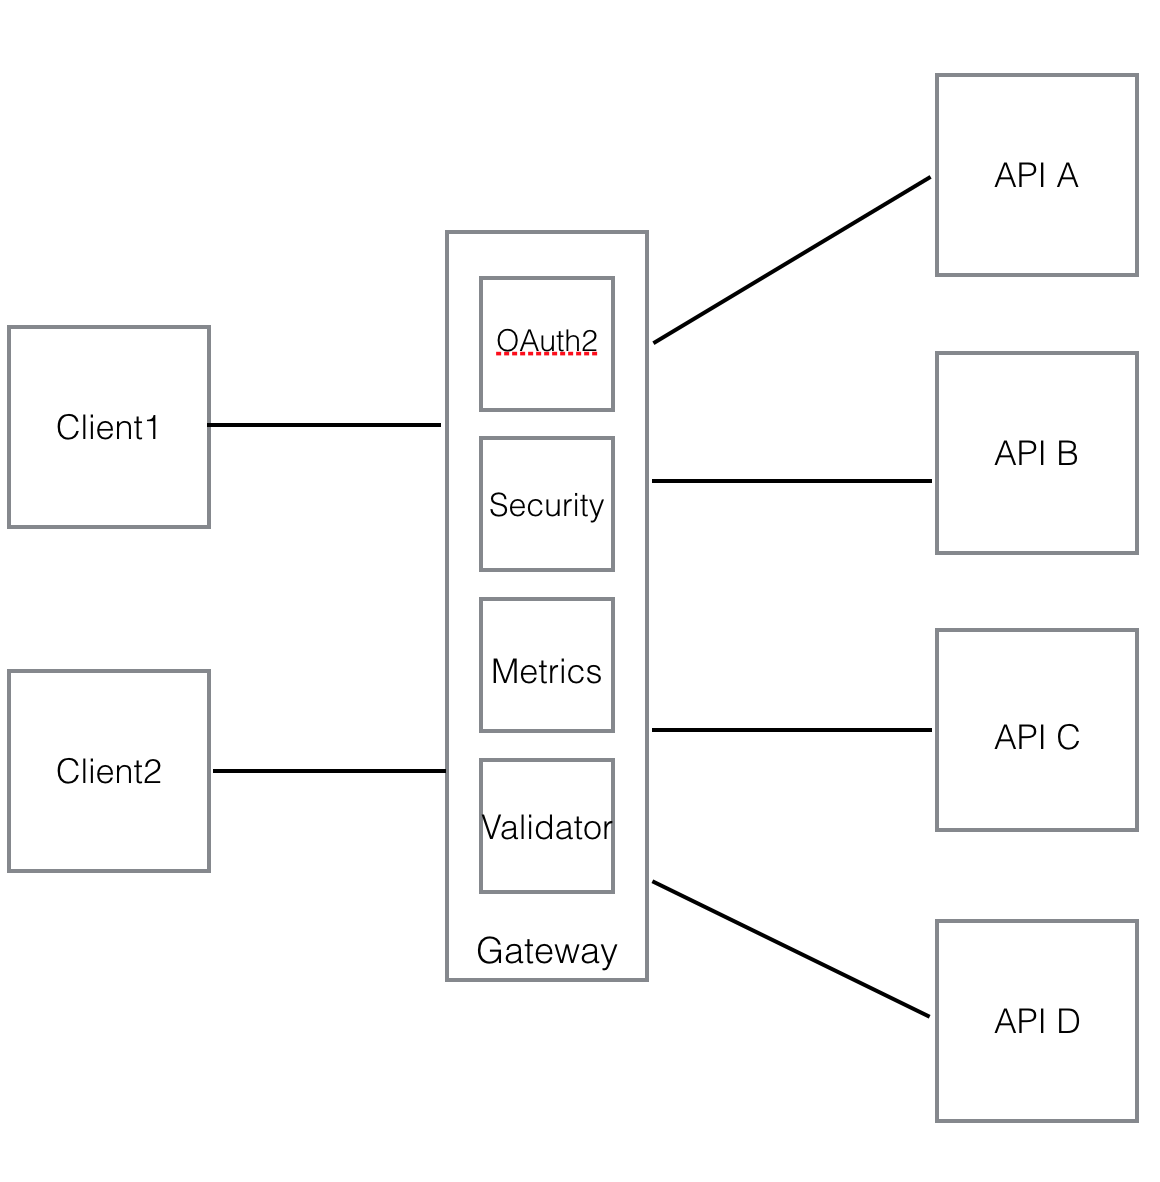 Client1
Client2
OAuth2
Security
Metrics
Validator
Gateway
API A
API B
API C
API D